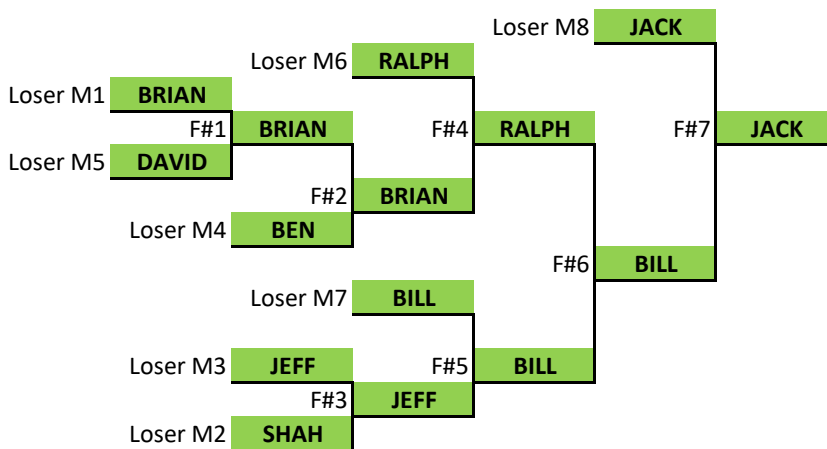 Loser M8 JACK
Loser M6 RALPH
Loser M1 BRIAN
F#1 BRIAN F#4 RALPH F#7 JACK
Loser M5 DAVID
F#2 BRIAN
Loser M4 BEN
F#6 BILL
Loser M7 BILL
Loser M3 JEFF F#5 BILL
F#3 JEFF
Loser M2 SHAH